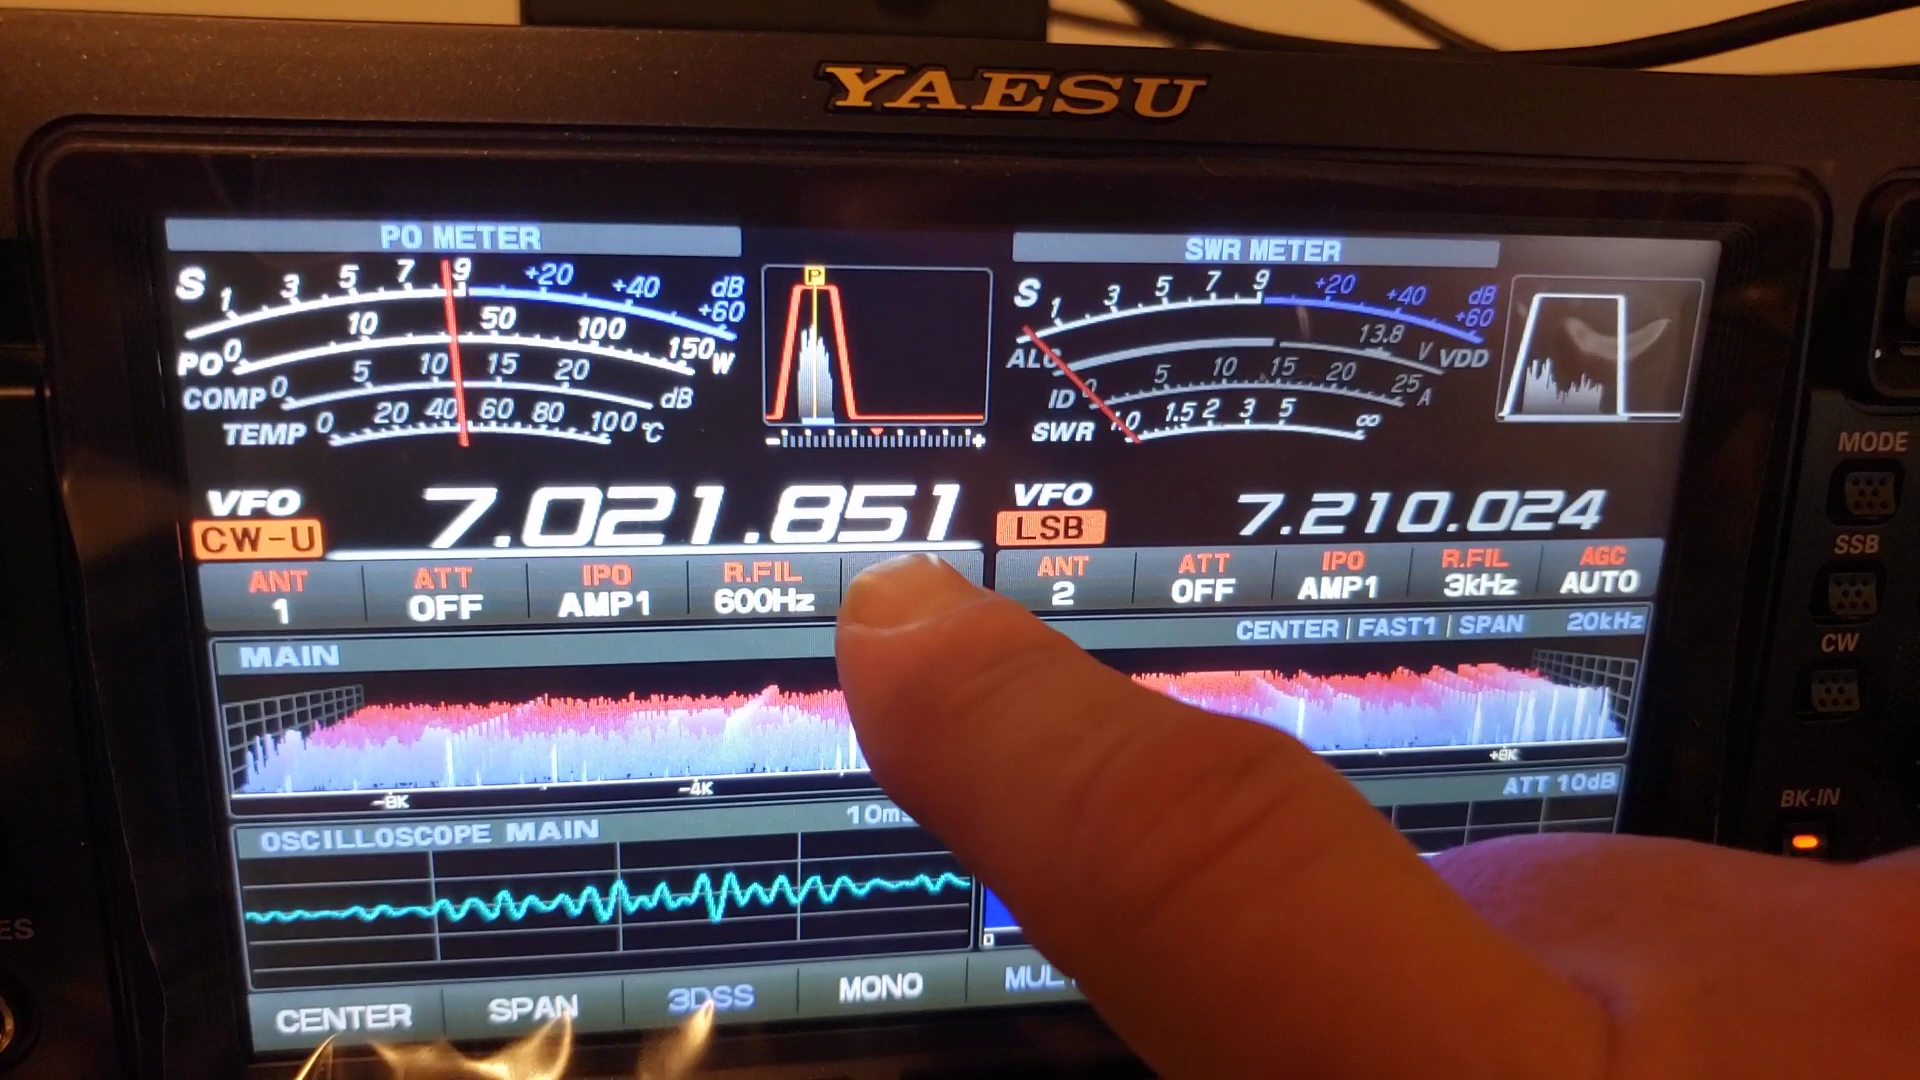 YAESU
PO METER
S 1 3 5 7 9 +20 +40 dB +60
PO 0 10 50 100 150 W
COMP 0 5 10 15 20 dB
TEMP 0 20 40 60 80 100 °C
P
- +
SWR METER
S 1 3 5 7 9 +20 +40 dB +60
ALC 13.8 V VDD
ID 0 5 10 15 20 25 A
SWR 1.0 1.5 2 3 5 ∞
VFO
CW-U
7.021.851
VFO
LSB
7.210.024
ANT 1
ATT OFF
IPO AMP1
R.FIL 600Hz
ANT 2
ATT OFF
IPO AMP1
R.FIL 3kHz
AGC AUTO
MAIN
CENTER | FAST1 | SPAN 20kHz
-8K -4K +8K
OSCILLOSCOPE MAIN
10ms
ATT 10dB
0
CENTER SPAN 3DSS MONO
MODE
SSB
CW
BK-IN